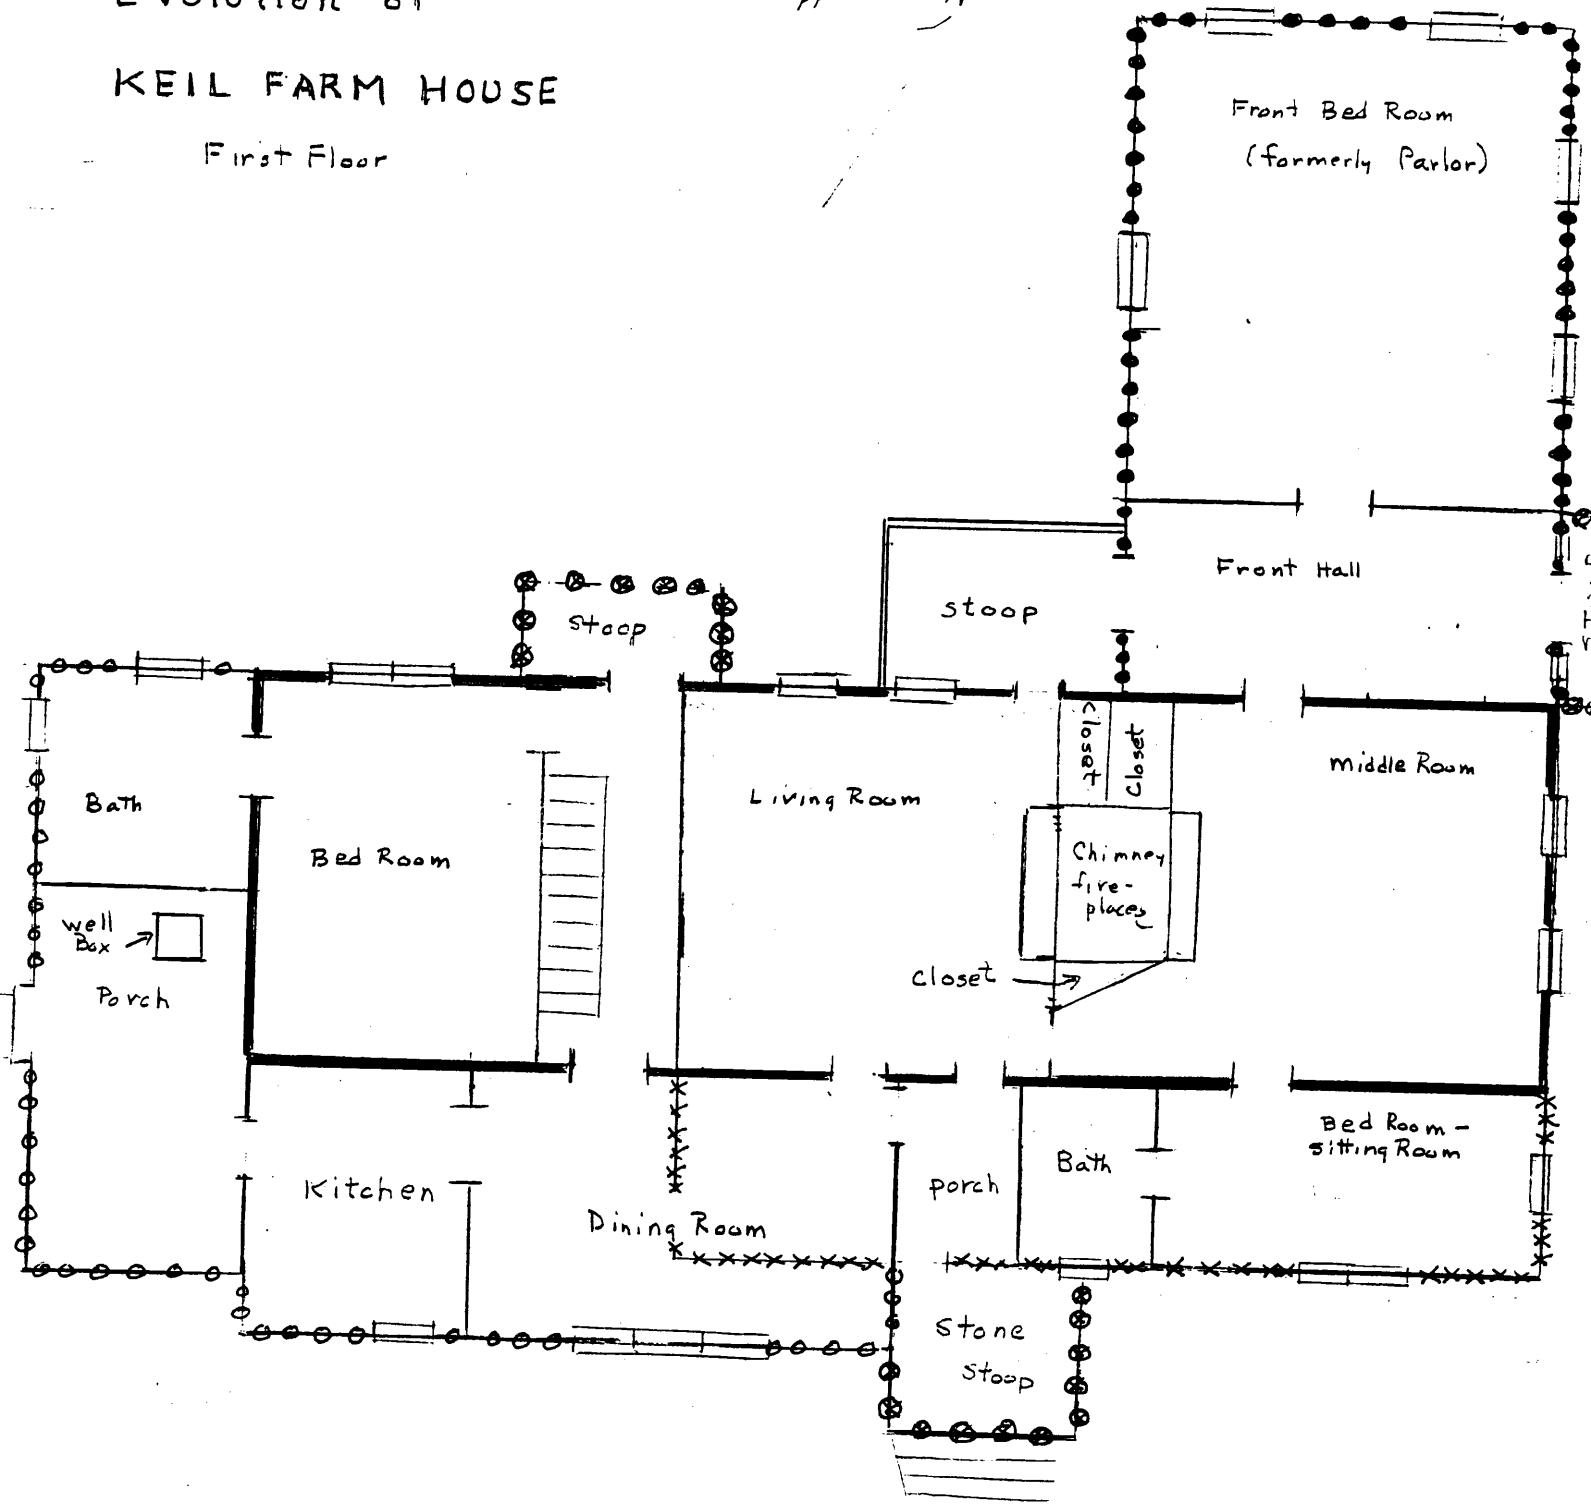 Evolution of
KEIL FARM HOUSE
First Floor
Front Bed Room
(formerly Parlor)
Front Hall
stoop
stoop
Closet
Closet
Middle Room
Living Room
Bath
Bed Room
Chimney
fire-
places
well
Box
Closet
Porch
Bed Room -
sitting Room
Bath
Kitchen
Porch
Dining Room
Stone
Stoop